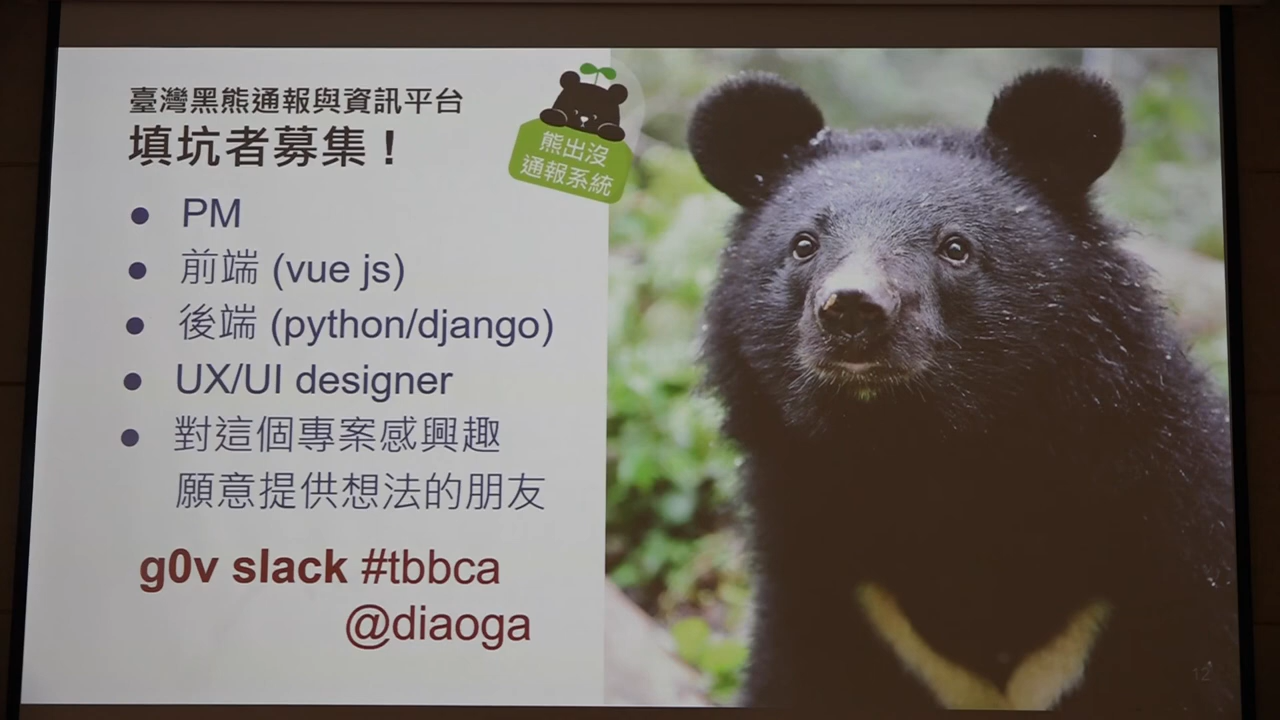 臺灣黑熊通報與資訊平台
填坑者募集！
熊出沒
通報系統
● PM
● 前端 (vue js)
● 後端 (python/django)
● UX/UI designer
● 對這個專案感興趣
願意提供想法的朋友
g0v slack #tbbca
@diaoga
12